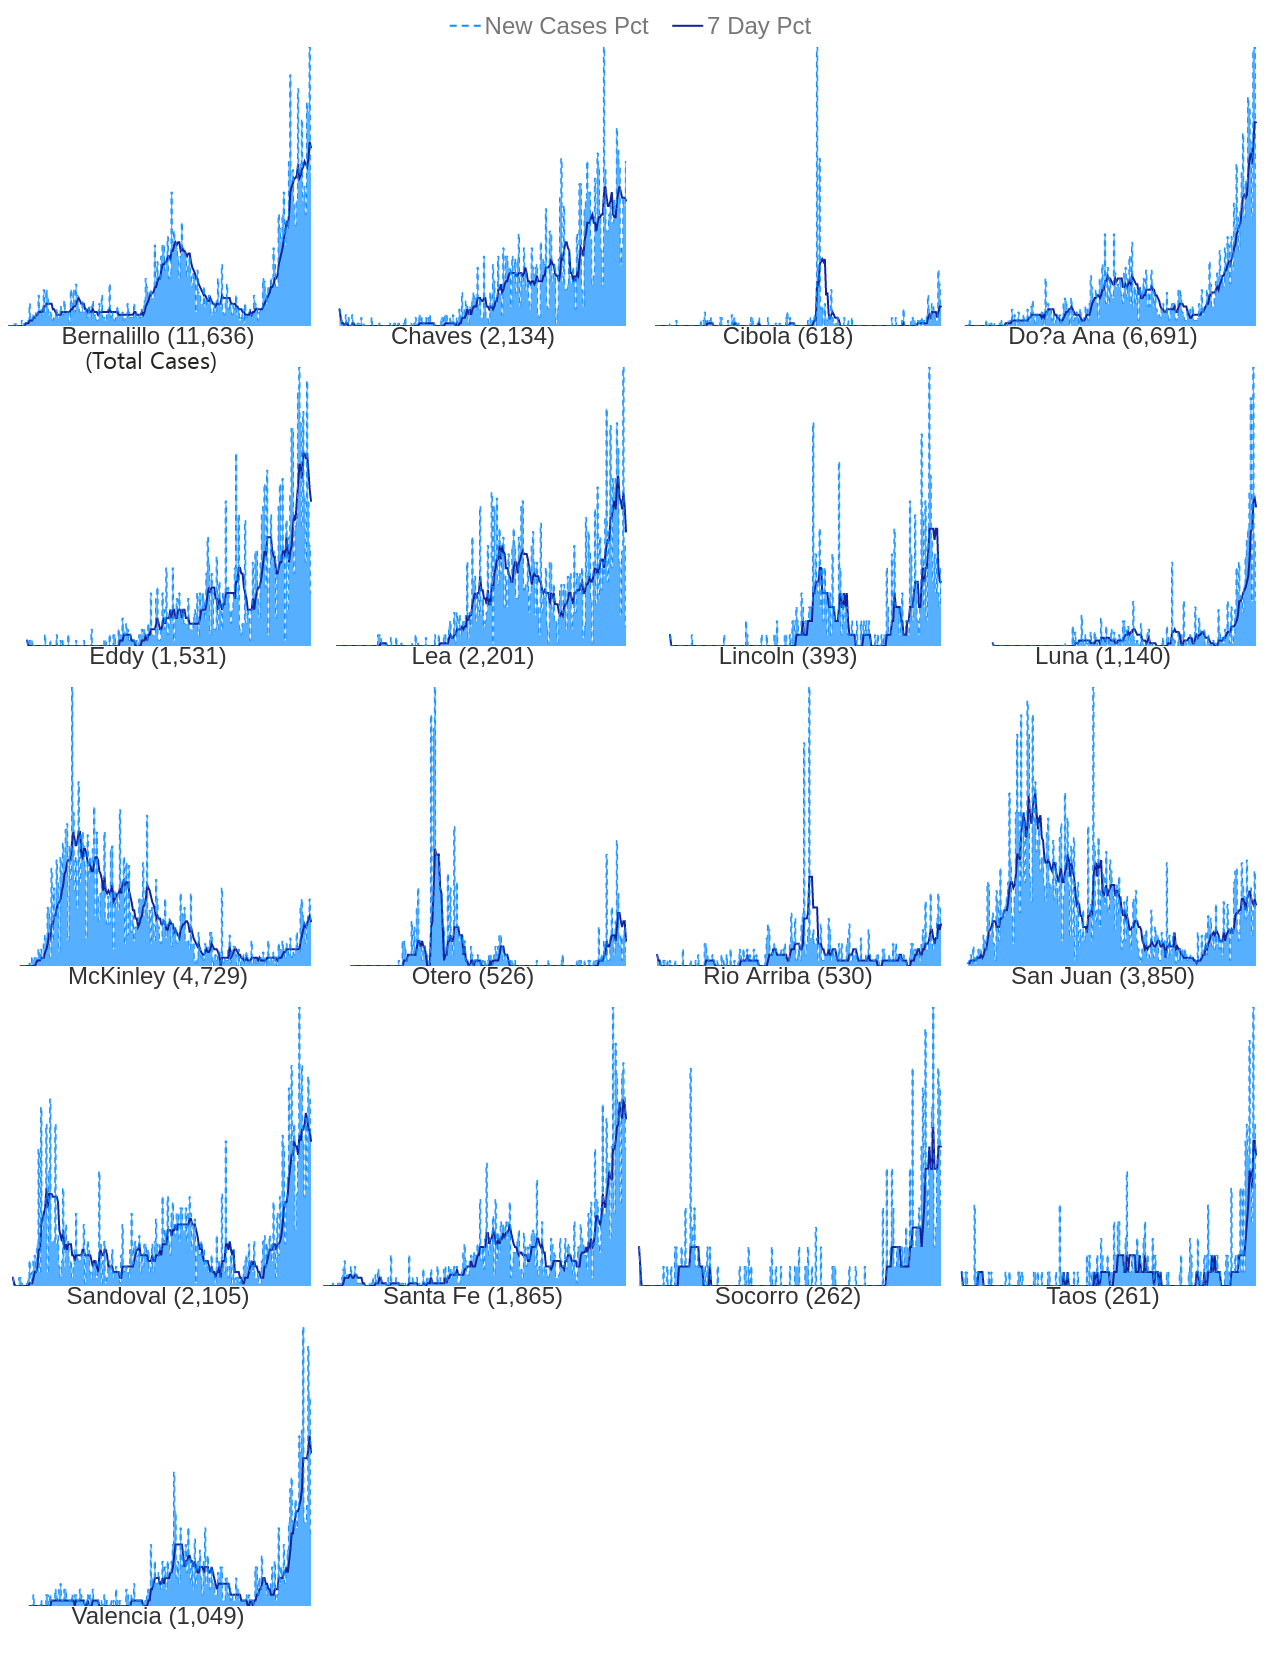 New Cases Pct 7 Day Pct
Bernalillo (11,636) Chaves (2,134) Cibola (618) Do?a Ana (6,691)
(Total Cases)
Eddy (1,531) Lea (2,201) Lincoln (393) Luna (1,140)
McKinley (4,729) Otero (526) Rio Arriba (530) San Juan (3,850)
Sandoval (2,105) Santa Fe (1,865) Socorro (262) Taos (261)
Valencia (1,049)